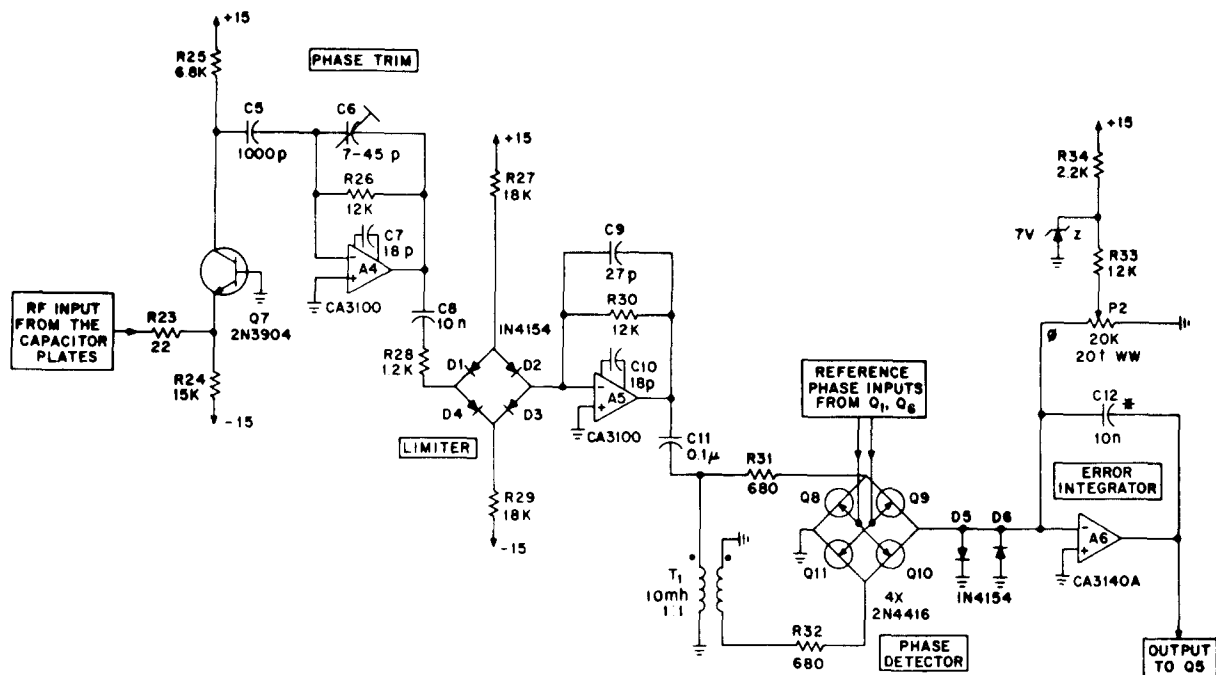 +15
R25
6.8K
PHASE TRIM
C5
1000p
C6
7-45 p
R26
12K
C7
18 p
-
+
A4
CA3100
Q7
2N3904
RF INPUT
FROM THE
CAPACITOR
PLATES
R23
22
R24
15K
-15
+15
R27
18K
C8
10n
R28
1.2K
IN4154
D1
D2
D4
D3
LIMITER
R29
18K
-15
C9
27p
R30
12K
C10
18p
-
+
A5
CA3100
C11
0.1μ
R31
680
T1
10mh
1:1
R32
680
REFERENCE
PHASE INPUTS
FROM Q1, Q6
Q8
Q9
Q11
Q10
4X
2N4416
PHASE
DETECTOR
D5
D6
IN4154
+15
R34
2.2K
7V
Z
R33
12K
P2
20K
20T WW
ø
C12 *
10n
ERROR
INTEGRATOR
-
+
A6
CA3140A
OUTPUT
TO Q5